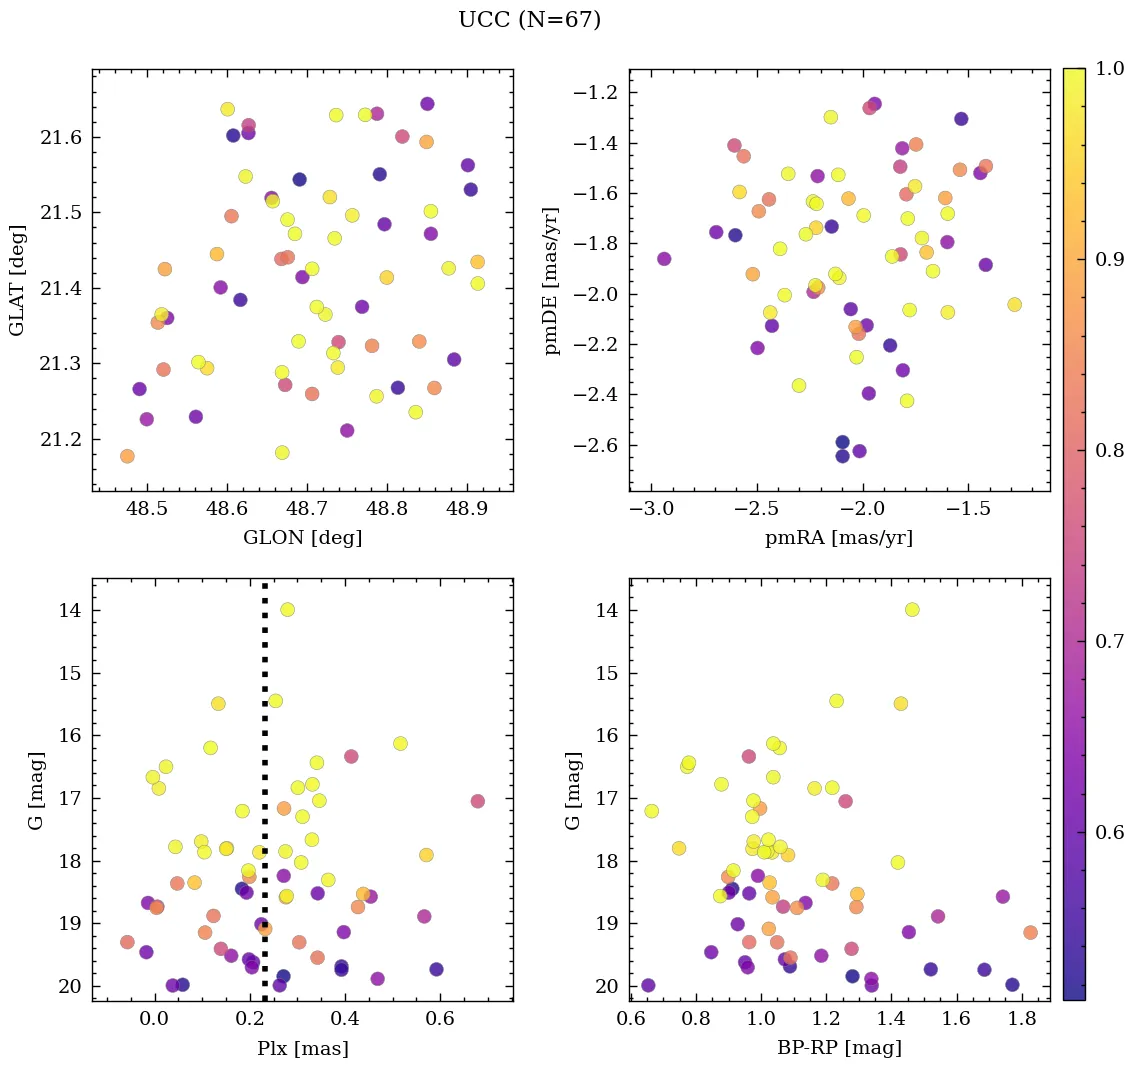 UCC (N=67)
21.6
21.5
21.4
21.3
21.2
GLAT [deg]
48.5 48.6 48.7 48.8 48.9
GLON [deg]
−1.2
−1.4
−1.6
−1.8
−2.0
−2.2
−2.4
−2.6
pmDE [mas/yr]
−3.0 −2.5 −2.0 −1.5
pmRA [mas/yr]
1.0
0.9
0.8
0.7
0.6
14
15
16
17
18
19
20
G [mag]
0.0 0.2 0.4 0.6
Plx [mas]
14
15
16
17
18
19
20
G [mag]
0.6 0.8 1.0 1.2 1.4 1.6 1.8
BP-RP [mag]